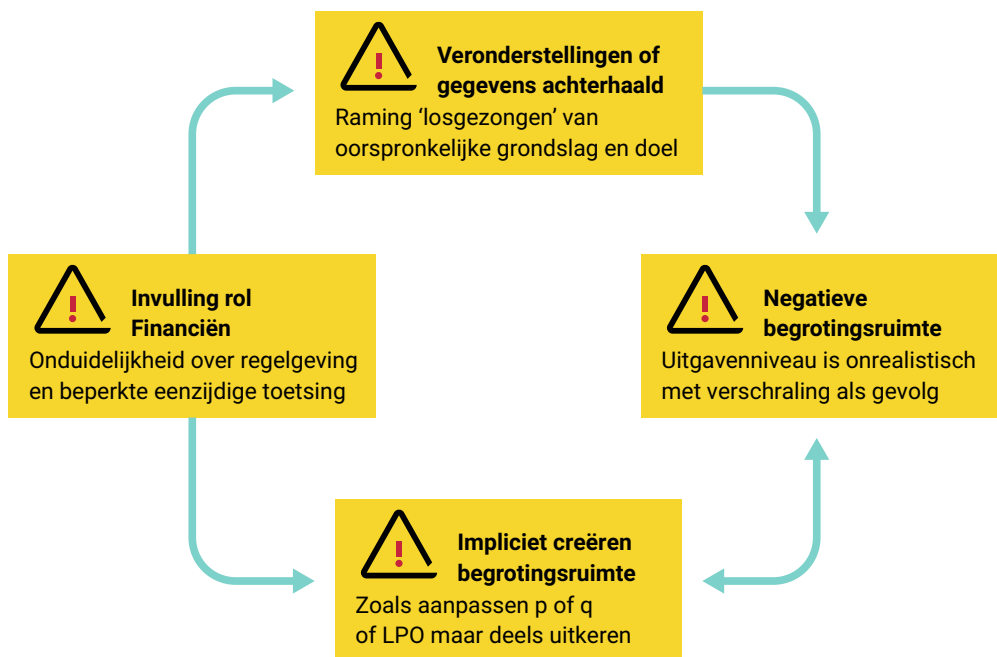 Veronderstellingen of
gegevens achterhaald
Raming ‘losgezongen’ van
oorspronkelijke grondslag en doel
Invulling rol
Financiën
Onduidelijkheid over regelgeving
en beperkte eenzijdige toetsing
Negatieve
begrotingsruimte
Uitgavenniveau is onrealistisch
met verschraling als gevolg
Impliciet creëren
begrotingsruimte
Zoals aanpassen p of q
of LPO maar deels uitkeren